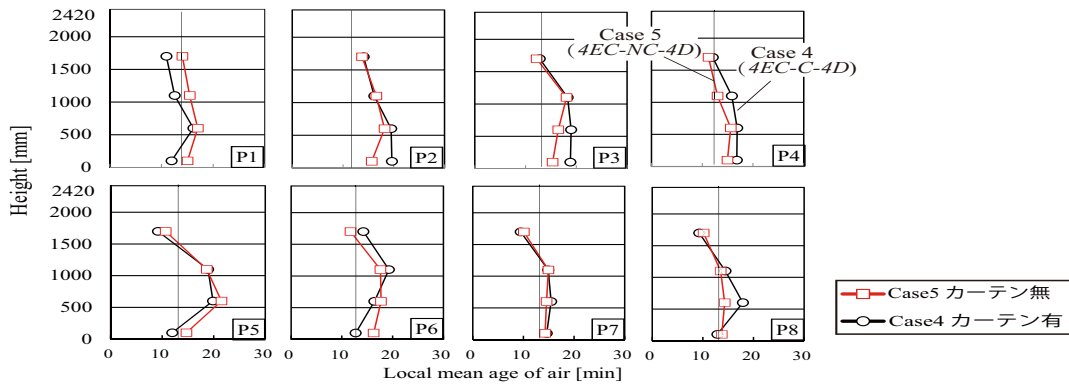 2420
2000
1500
1000
500
0
Height [mm]
P1
P2
P3
P4
Case 5
(4EC-NC-4D)
Case 4
(4EC-C-4D)
2420
2000
1500
1000
500
0
P5
P6
P7
P8
0 10 20 30
0 10 20 30
0 10 20 30
0 10 20 30
Local mean age of air [min]
Case5 カーテン無
Case4 カーテン有